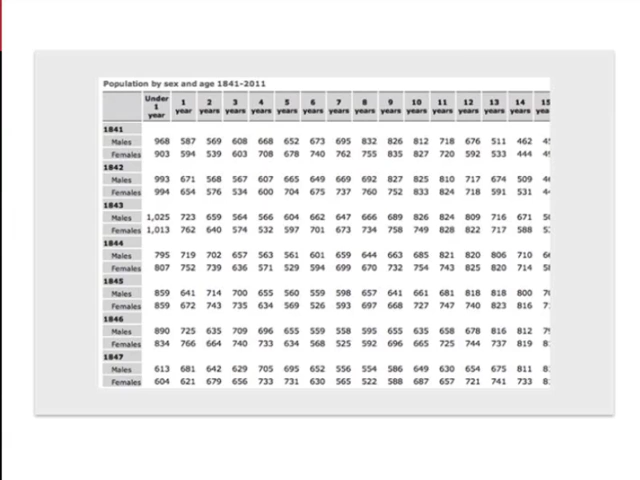 Population by sex and age 1841-2011
Under 1 year 1 year 2 years 3 years 4 years 5 years 6 years 7 years 8 years 9 years 10 years 11 years 12 years 13 years 14 years 15 years
1841
Males 968 587 569 608 668 652 673 695 832 826 812 718 676 511 462
Females 903 594 539 603 708 678 740 762 755 835 827 720 592 533 444
1842
Males 993 671 568 567 607 665 649 669 692 827 825 810 717 674 509
Females 994 654 576 534 600 704 675 737 760 752 833 824 718 591 531
1843
Males 1,025 723 659 564 566 604 662 647 666 689 826 824 809 716 671
Females 1,013 762 640 574 532 597 701 673 734 758 749 828 822 717 588
1844
Males 795 719 702 657 563 561 601 659 644 663 685 821 820 806 710
Females 807 752 739 636 571 529 594 699 670 732 754 743 825 820 714
1845
Males 859 641 714 700 655 560 559 598 657 641 661 681 818 818 800
Females 859 672 743 735 634 569 526 593 697 668 727 747 740 823 816
1846
Males 890 725 635 709 696 655 559 558 595 655 635 658 678 816 812
Females 834 766 664 740 733 634 568 525 592 696 665 725 744 737 819
1847
Males 613 681 642 629 705 695 652 556 554 586 649 630 654 675 811
Females 604 621 679 656 733 731 630 565 522 588 687 657 721 741 733